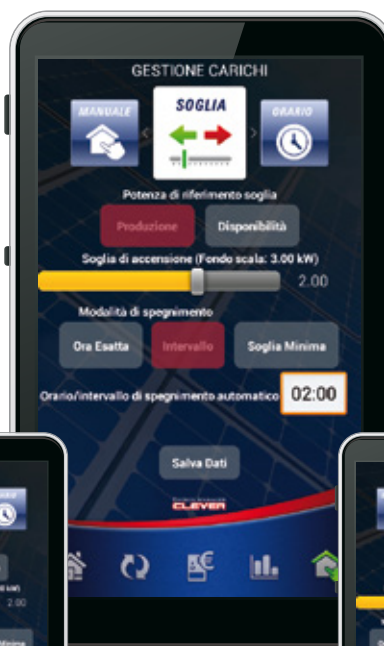 GESTIONE CARICHI
MANUALE SOGLIA ORARIO
Potenza di riferimento soglia
Produzione Disponibilità
Soglia di accensione (Fondo scala: 3.00 kW)
2.00
Modalità di spegnimento
Ora Esatta Intervallo Soglia Minima
Orario/intervallo di spegnimento automatico 02:00
Salva Dati
CLEVER
2.00
Minima